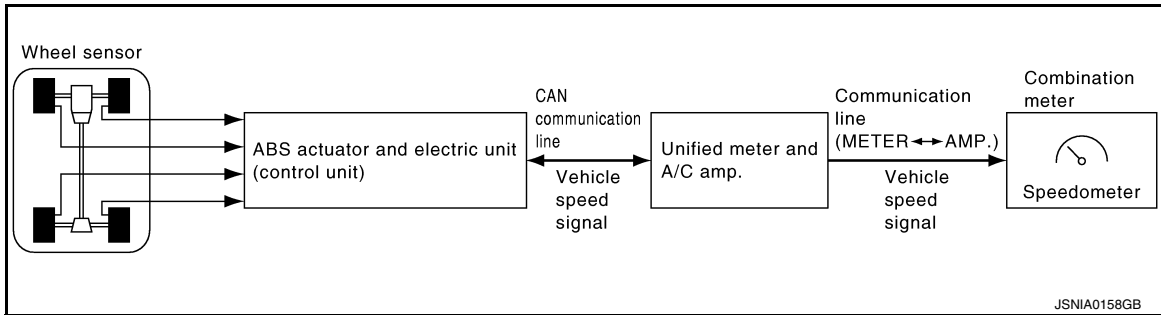 Wheel sensor
ABS actuator and electric unit
(control unit)
CAN
communication
line
Vehicle
speed
signal
Unified meter and
A/C amp.
Communication
line
(METER↔AMP.)
Vehicle
speed
signal
Combination
meter
Speedometer
JSNIA0158GB